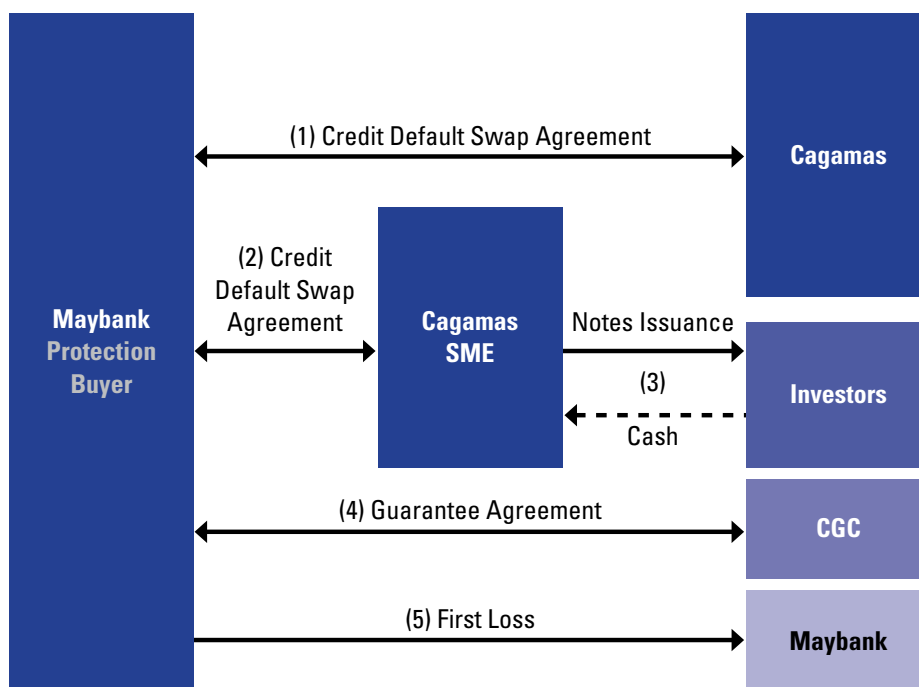 (1) Credit Default Swap Agreement
Cagamas
(2) Credit
Default Swap
Agreement
Maybank
Protection
Buyer
Cagamas
SME
Notes Issuance
(3)
Cash
Investors
(4) Guarantee Agreement
CGC
(5) First Loss
Maybank